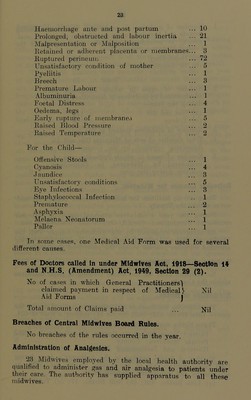 23
Haemorrhage ante and post partum ... 10
Prolonged, obstructed and labour inertia ... 21
Malpresentation or Malposition ... 1
Retained or adherent placenta or membranes... 3
Ruptured perineum ... 72
Unsatisfactory condition of mother ... 5
Pyelitis ... 1
Breech ... 3
Premature Labour ... 1
Albuminuria ... 1
Foetal Distress ... 4
Oedema, legs ... 1
Early rupture of membranes ... 5
Raised Blood Pressure ... 2
Raised Temperature ... 2
For the Child—
Offensive Stools ... 1
Cyanosis ... 4
Jaundice ... 3
Unsatisfactory conditions ... 5
Eye Infections ... 3
Staphylococcal Infection ... 1
Premature ... 2
Asphyxia ... 1
Melaena Neonatorum ... 1
Pallor ... 1
In some cases, one Medical Aid Form was used for several
different causes.
Fees of Doctors called in under Midwives Act, 1918—Section 14
and N.H.S. (Amendment) Act, 1949, Section 29 (2).
No of cases in which General Practitioners
claimed payment in respect of Medical Nil
Aid Forms
Total amount of Claims paid ... Nil
Breaches of Central Midwives Board Rules.
No breaches of the rules occurred in the year.
Administration of Analgesics.
23 Midwives employed by the local health authority are
qualified to administer gas and air analgesia to patients under
their care. The authority has supplied apparatus to all these
midwives.